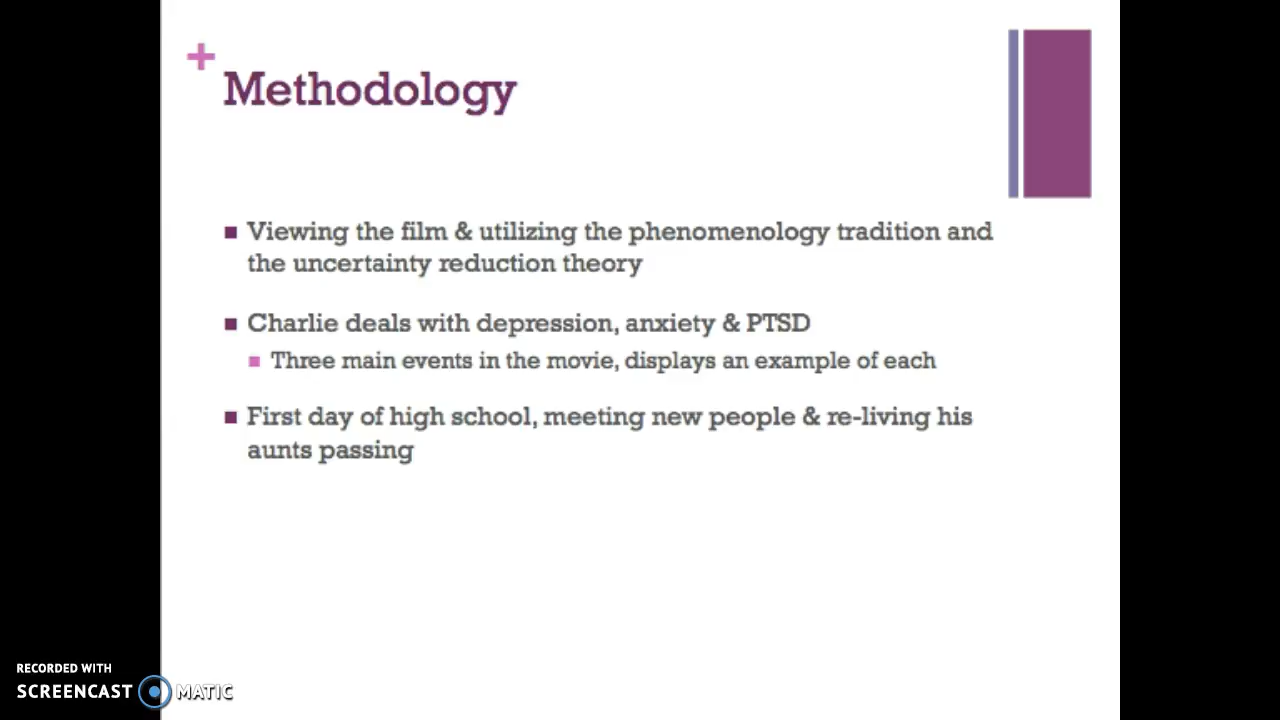 +
Methodology
Viewing the film & utilizing the phenomenology tradition and
the uncertainty reduction theory
Charlie deals with depression, anxiety & PTSD
Three main events in the movie, displays an example of each
First day of high school, meeting new people & re-living his
aunts passing
RECORDED WITH
SCREENCAST MATIC